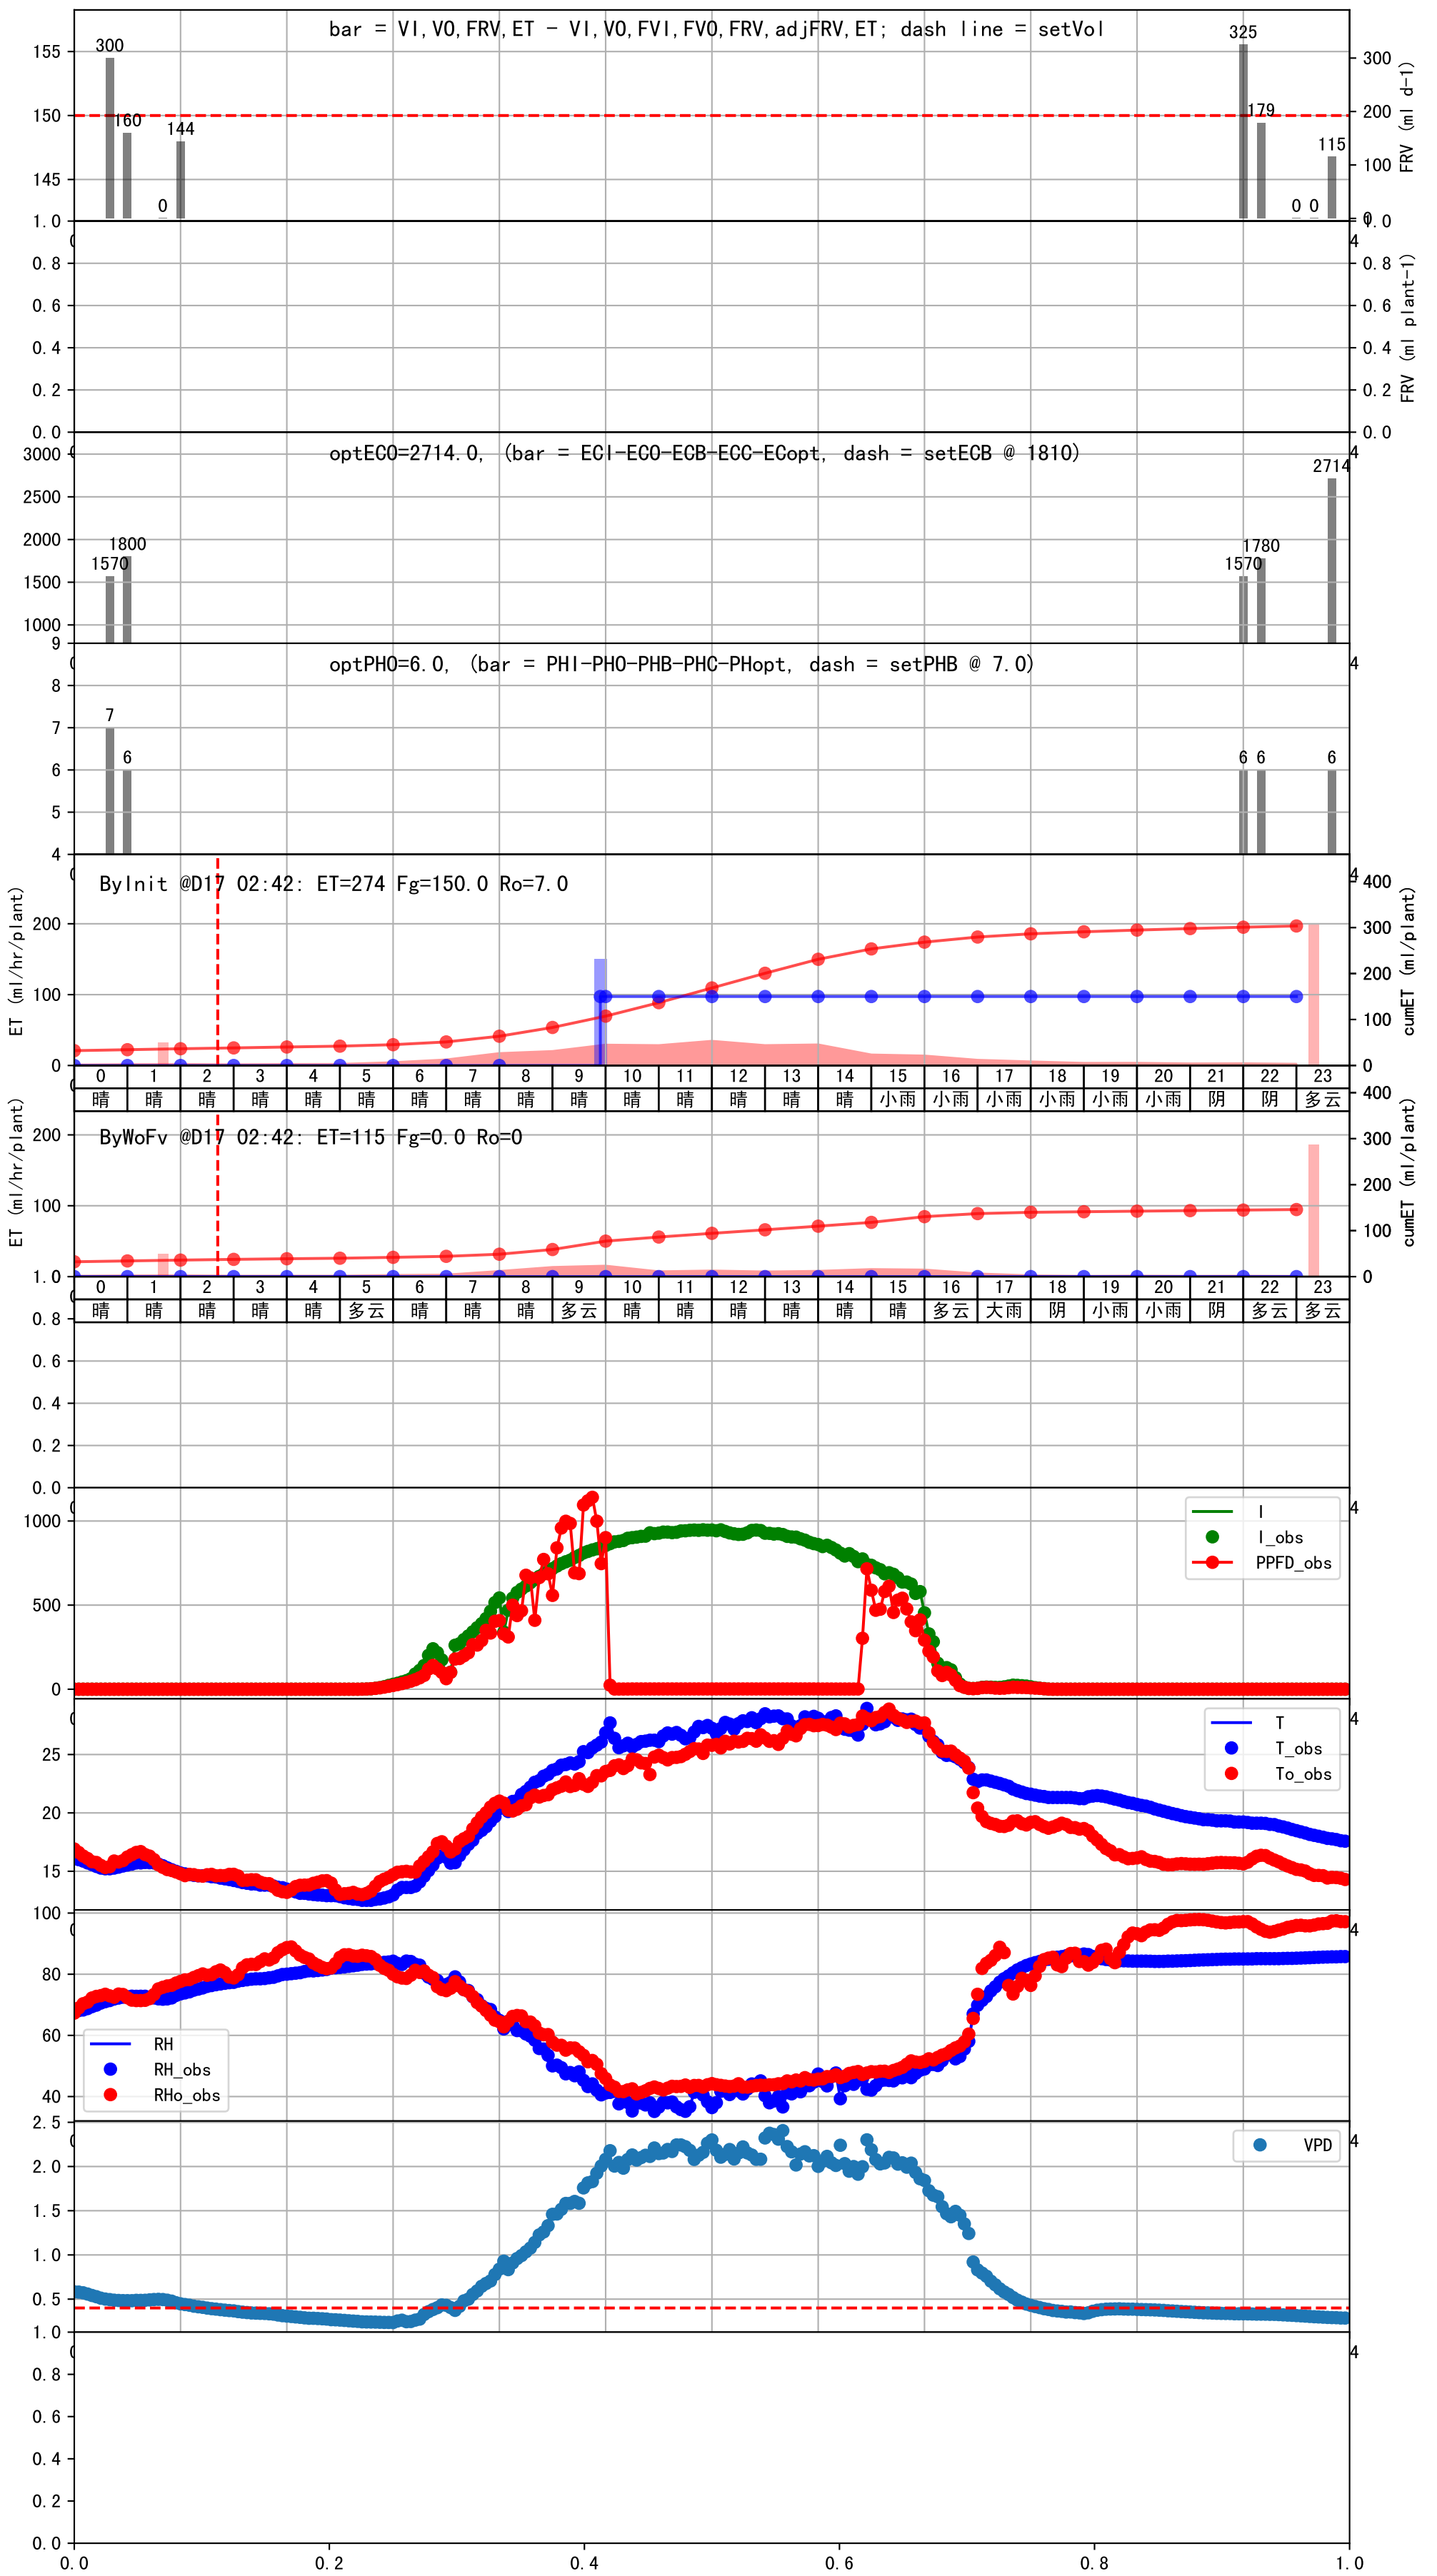 bar = VI,VO,FRV,ET - VI,VO,FVI,FVO,FRV,adjFRV,ET; dash line = setVol
300 160 0 144 325 179 0 0 115
155 150 145
300 200 100 0
FRV (ml d-1)
1.0 0.8 0.6 0.4 0.2 0.0
1.0 0.8 0.6 0.4 0.2 0.0
FRV (ml plant-1)
optECO=2714.0, (bar = ECI-ECO-ECB-ECC-ECopt, dash = setECB @ 1810)
3000 2500 2000 1500 1000
1570 1800 1570 1780 2714
optPHO=6.0, (bar = PHI-PHO-PHB-PHC-PHopt, dash = setPHB @ 7.0)
9 8 7 6 5 4
7 6 6 6 6
ByInit @D17 02:42: ET=274 Fg=150.0 Ro=7.0
ET (ml/hr/plant)
200 100 0
400 300 200 100 0
cumET (ml/plant)
0 1 2 3 4 5 6 7 8 9 10 11 12 13 14 15 16 17 18 19 20 21 22 23
晴 晴 晴 晴 晴 晴 晴 晴 晴 晴 晴 晴 晴 晴 晴 小雨 小雨 小雨 小雨 小雨 小雨 阴 阴 多云
ByWoFv @D17 02:42: ET=115 Fg=0.0 Ro=0
ET (ml/hr/plant)
200 100
400 300 200 100 0
cumET (ml/plant)
0 1 2 3 4 5 6 7 8 9 10 11 12 13 14 15 16 17 18 19 20 21 22 23
晴 晴 晴 晴 晴 多云 晴 晴 晴 多云 晴 晴 晴 晴 晴 晴 多云 大雨 阴 小雨 小雨 阴 多云 多云
1.0 0.8 0.6 0.4 0.2 0.0
1000 500 0
I
I_obs
PPFD_obs
25 20 15
T
T_obs
To_obs
100 80 60 40
RH
RH_obs
RHo_obs
2.5 2.0 1.5 1.0 0.5
VPD
1.0 0.8 0.6 0.4 0.2 0.0
0.0 0.2 0.4 0.6 0.8 1.0